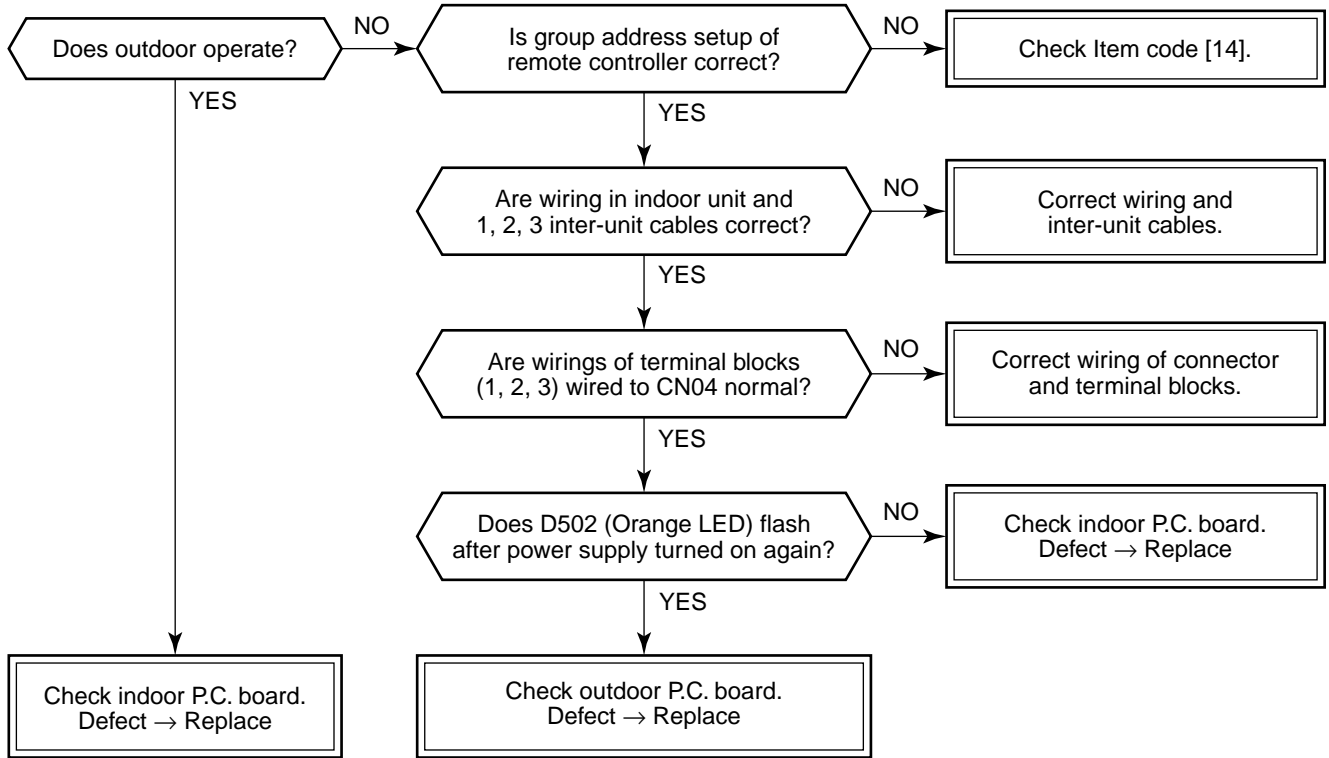 Does outdoor operate?
NO
Is group address setup of
remote controller correct?
NO
Check Item code [14].
YES
YES
Are wiring in indoor unit and
1, 2, 3 inter-unit cables correct?
NO
Correct wiring and
inter-unit cables.
YES
Are wirings of terminal blocks
(1, 2, 3) wired to CN04 normal?
NO
Correct wiring of connector
and terminal blocks.
YES
Does D502 (Orange LED) flash
after power supply turned on again?
NO
Check indoor P.C. board.
Defect → Replace
YES
Check indoor P.C. board.
Defect → Replace
Check outdoor P.C. board.
Defect → Replace